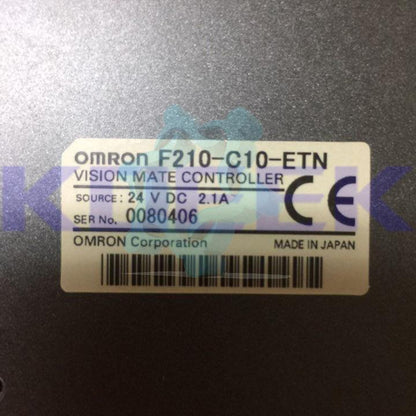 OMRON F210-C10-ETN
VISION MATE CONTROLLER
SOURCE: 24 V DC 2.1A
SER No. 0080406
CE
OMRON Corporation MADE IN JAPAN